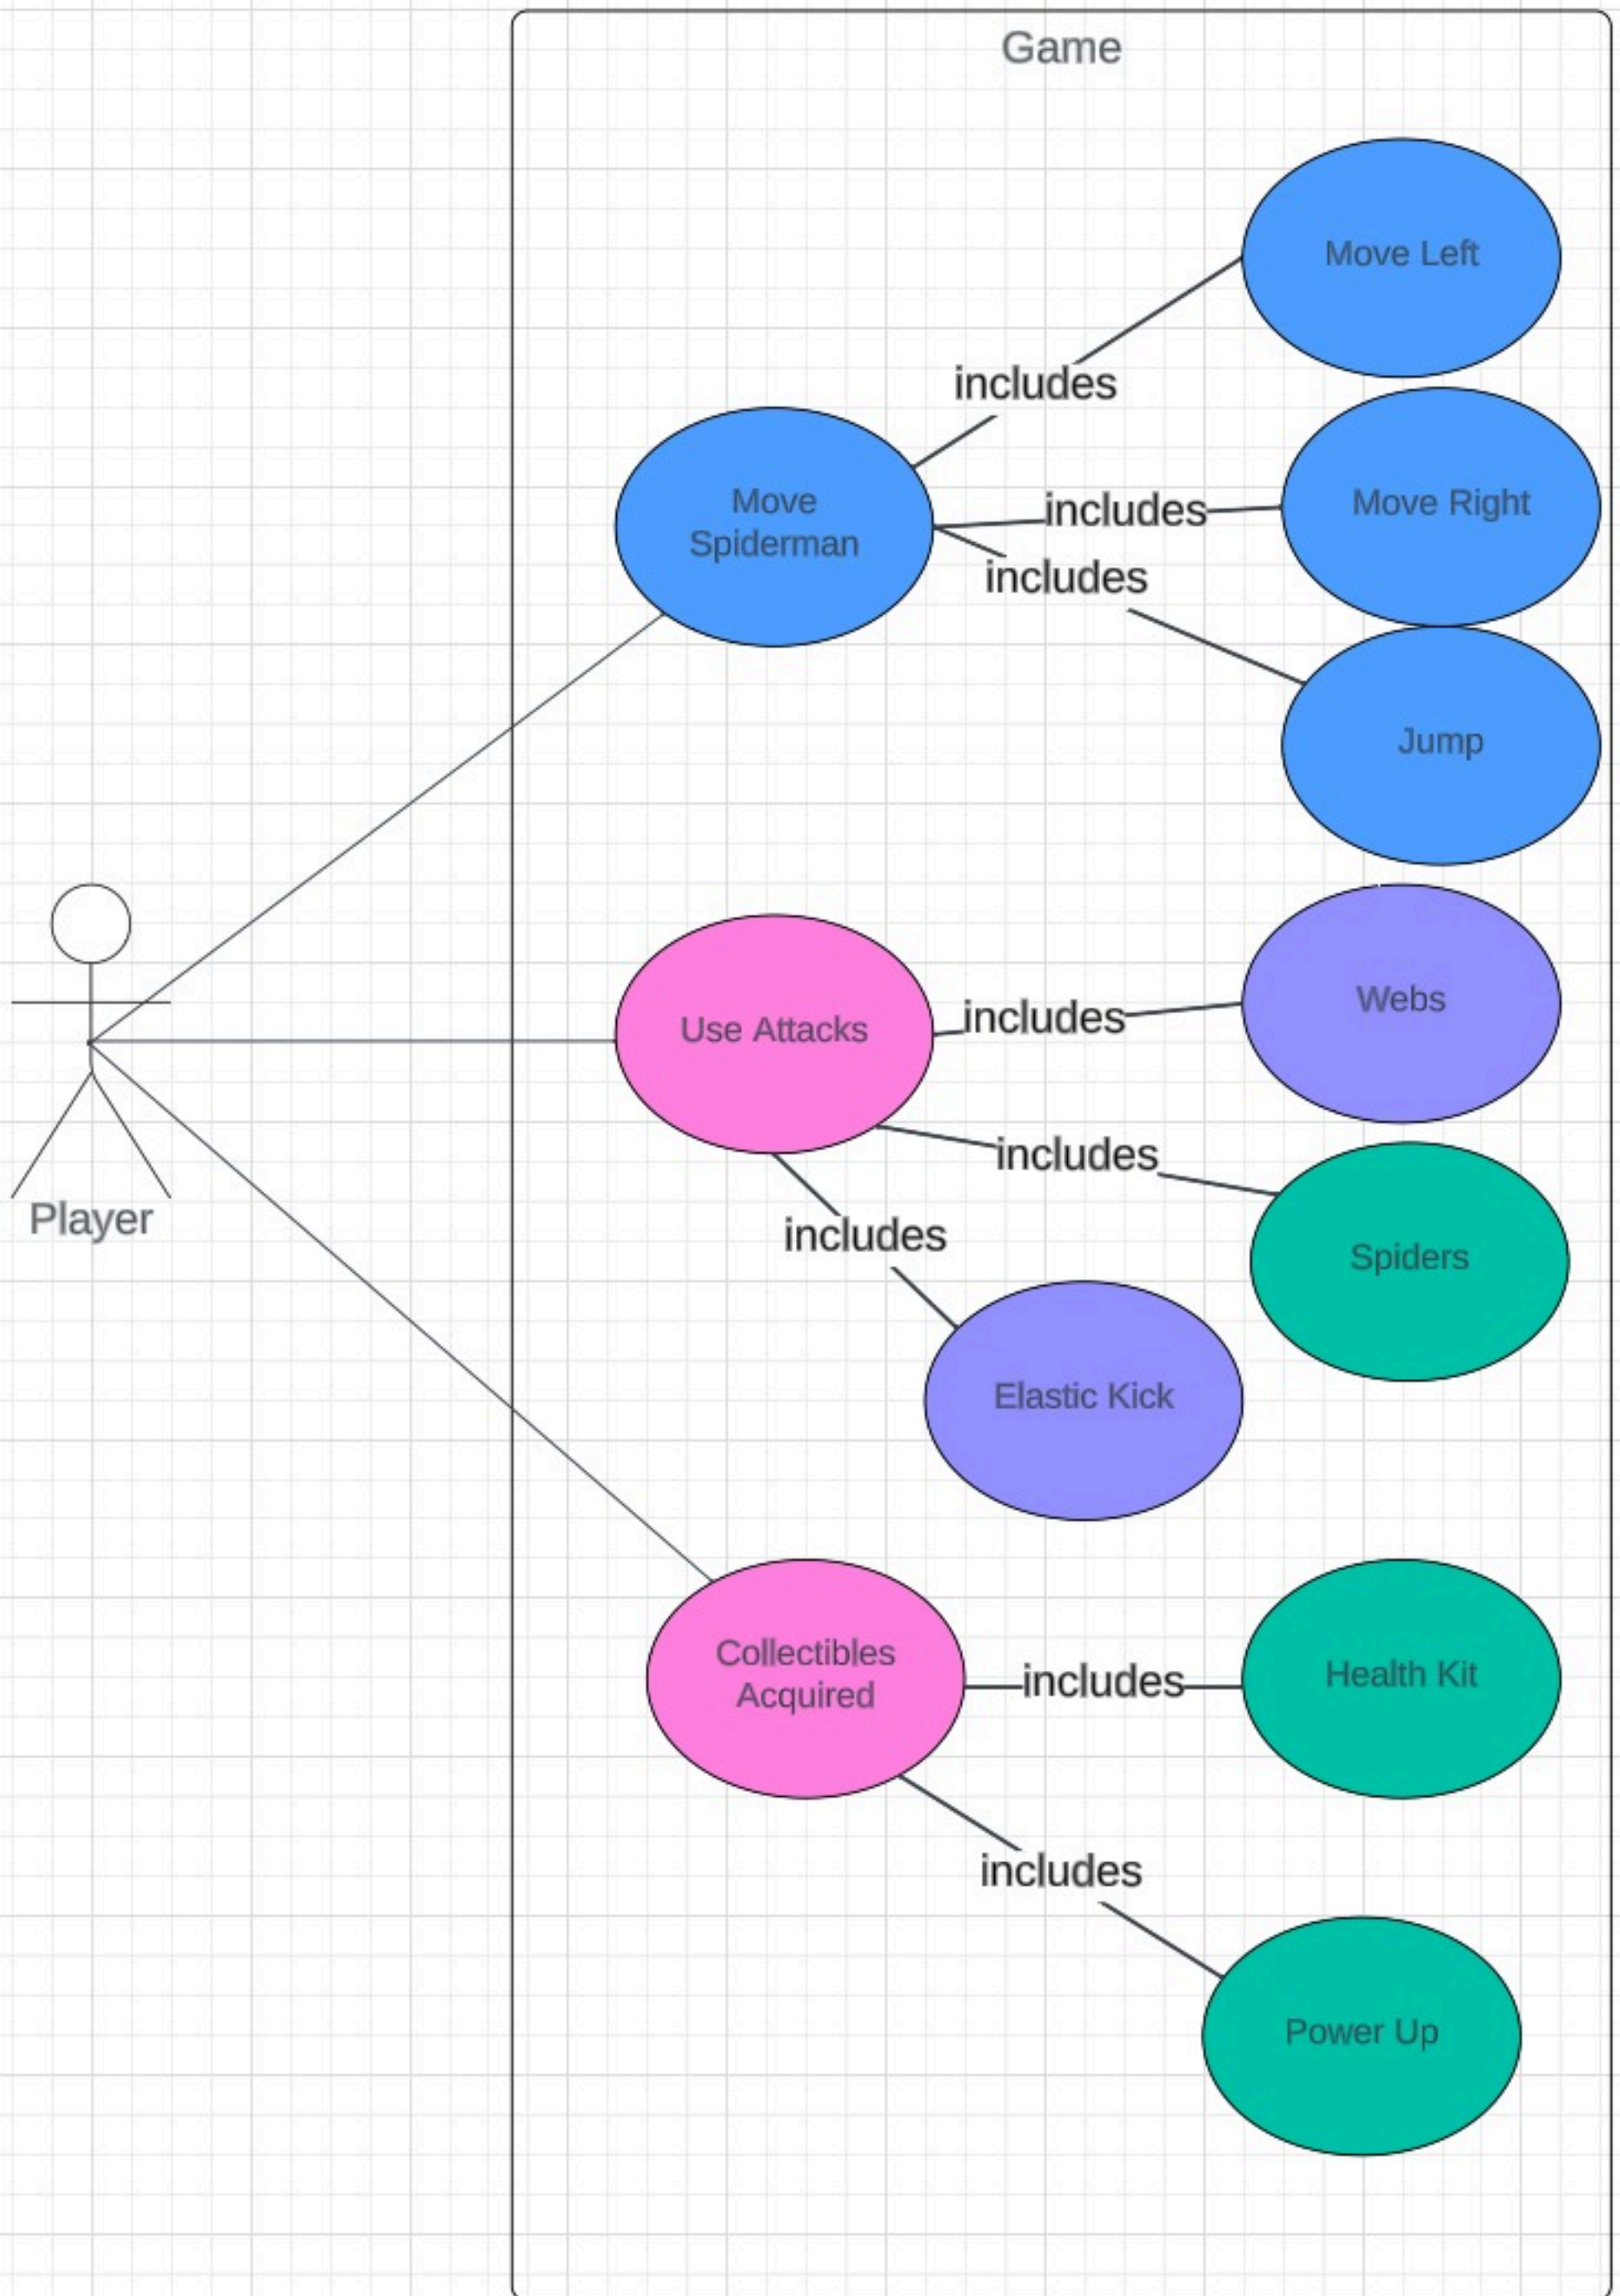 Game
Move Left
includes
Move
Spiderman
includes
Move Right
includes
Jump
Use Attacks
includes
Webs
includes
Spiders
Player
includes
Elastic Kick
Collectibles
Acquired
includes
Health Kit
includes
Power Up